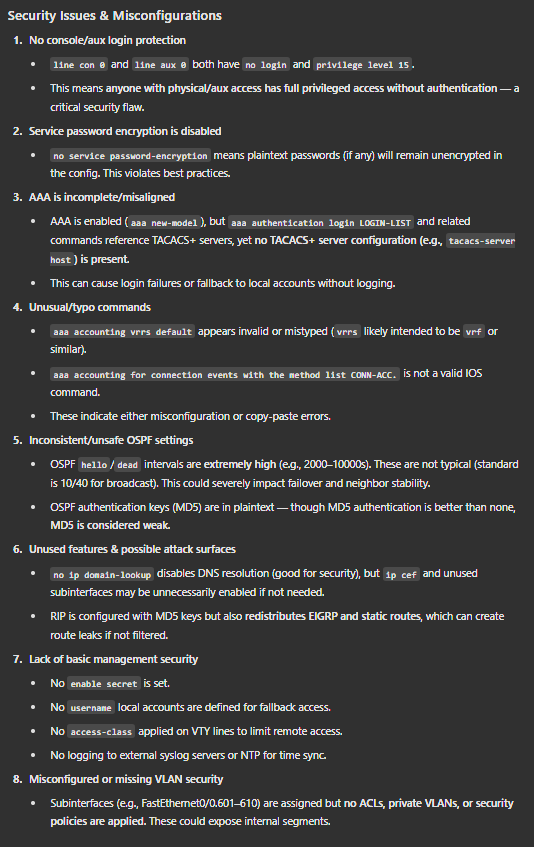 Security Issues & Misconfigurations
1. No console/aux login protection
• line con 0 and line aux 0 both have no login and privilege level 15.
• This means anyone with physical/aux access has full privileged access without authentication — a
critical security flaw.
2. Service password encryption is disabled
• no service password-encryption means plaintext passwords (if any) will remain unencrypted in
the config. This violates best practices.
3. AAA is incomplete/misaligned
• AAA is enabled (aaa new-model), but aaa authentication login LOGIN-LIST and related
commands reference TACACS+ servers, yet no TACACS+ server configuration (e.g., tacacs-server
host) is present.
• This can cause login failures or fallback to local accounts without logging.
4. Unusual/typo commands
• aaa accounting vrrs default appears invalid or mistyped (vrrs likely intended to be vrf or
similar).
• aaa accounting for connection events with the method list CONN-ACC. is not a valid IOS
command.
• These indicate either misconfiguration or copy-paste errors.
5. Inconsistent/unsafe OSPF settings
• OSPF hello/dead intervals are extremely high (e.g., 2000–10000s). These are not typical (standard
is 10/40 for broadcast). This could severely impact failover and neighbor stability.
• OSPF authentication keys (MD5) are in plaintext — though MD5 authentication is better than none,
MD5 is considered weak.
6. Unused features & possible attack surfaces
• no ip domain-lookup disables DNS resolution (good for security), but ip cef and unused
subinterfaces may be unnecessarily enabled if not needed.
• RIP is configured with MD5 keys but also redistributes EIGRP and static routes, which can create
route leaks if not filtered.
7. Lack of basic management security
• No enable secret is set.
• No username local accounts are defined for fallback access.
• No access-class applied on VTY lines to limit remote access.
• No logging to external syslog servers or NTP for time sync.
8. Misconfigured or missing VLAN security
• Subinterfaces (e.g., FastEthernet0/0.601–610) are assigned but no ACLs, private VLANs, or security
policies are applied. These could expose internal segments.